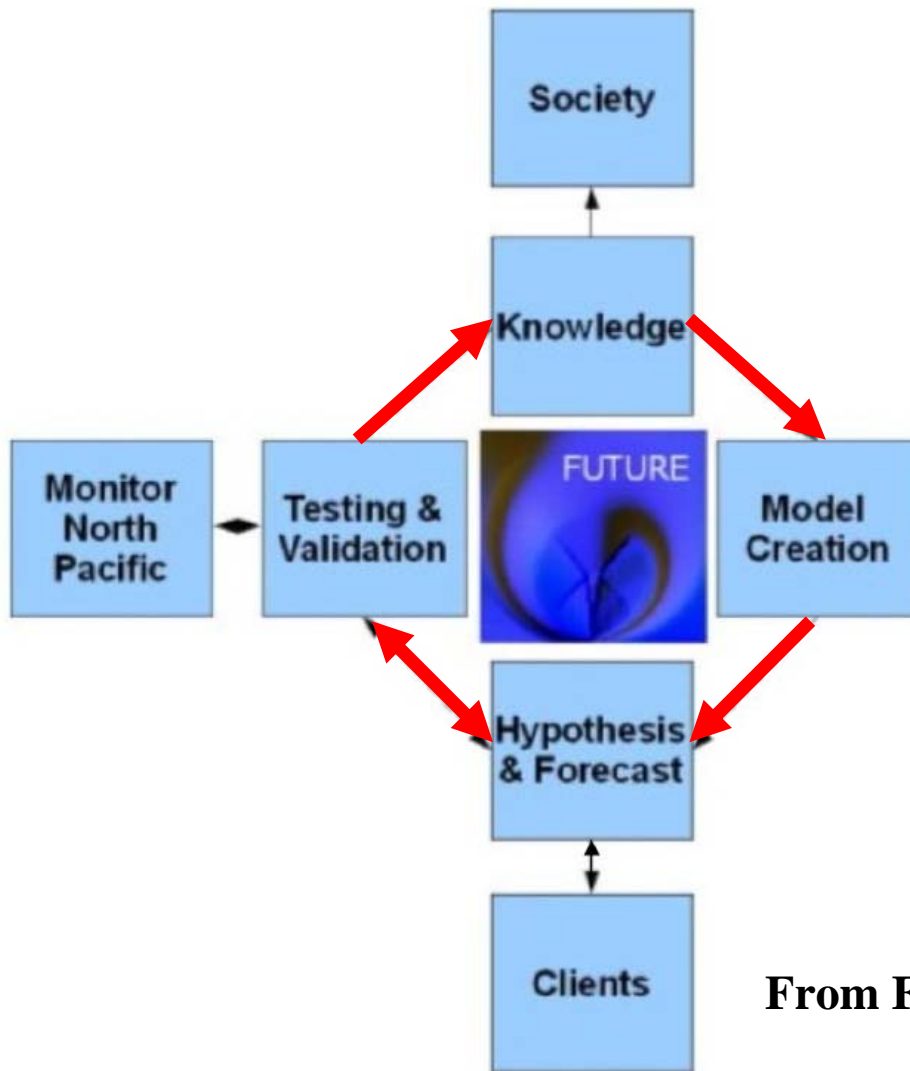 Society
Knowledge
FUTURE
Monitor
North
Pacific
Testing &
Validation
Model
Creation
Hypothesis
& Forecast
Clients
From